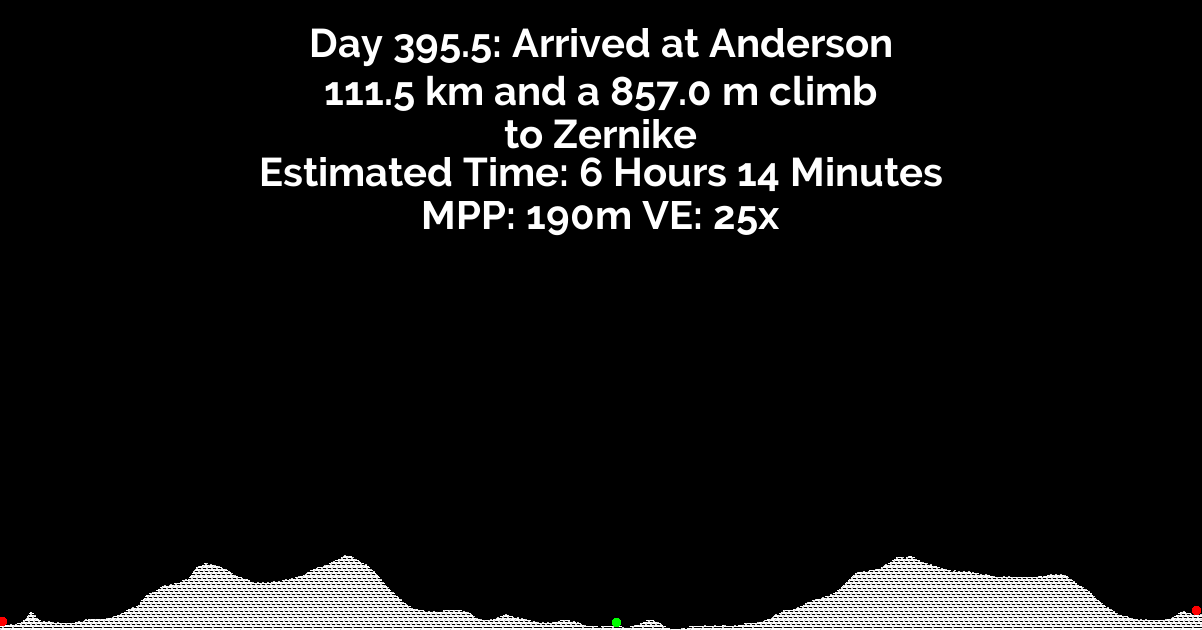 Day 395.5: Arrived at Anderson
111.5 km and a 857.0 m climb
to Zernike
Estimated Time: 6 Hours 14 Minutes
MPP: 190m VE: 25x